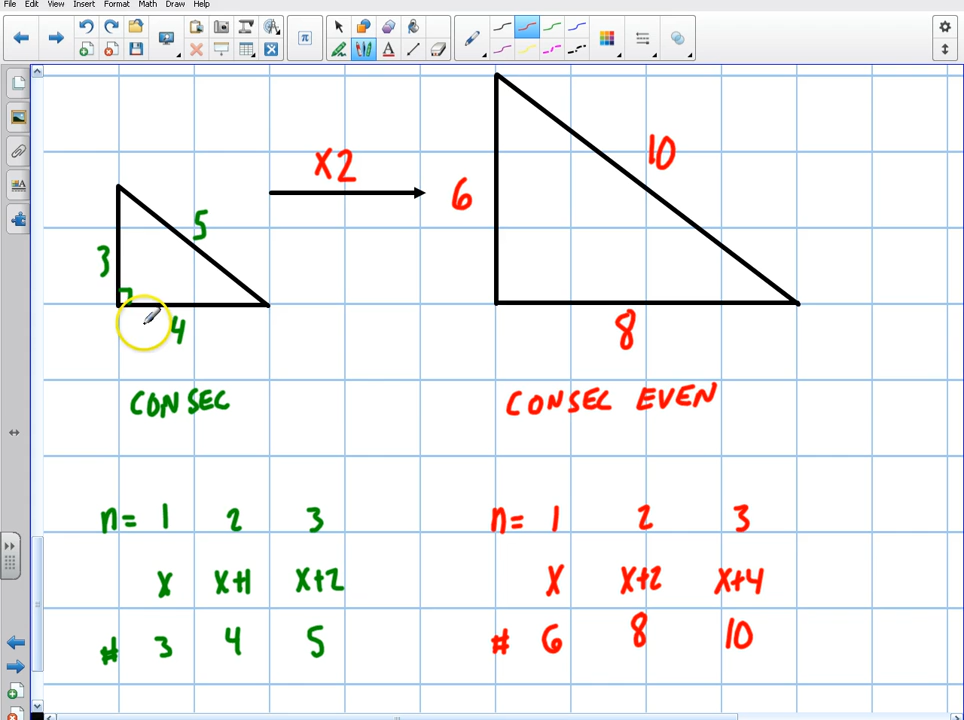 File Edit View Insert Format Math Draw Help
π
A
X2
10
6
5
3
4
8
CONSEC
CONSEC EVEN
n= 1 2 3
n= 1 2 3
X X+1 X+2
X X+2 X+4
# 3 4 5
# 6 8 10